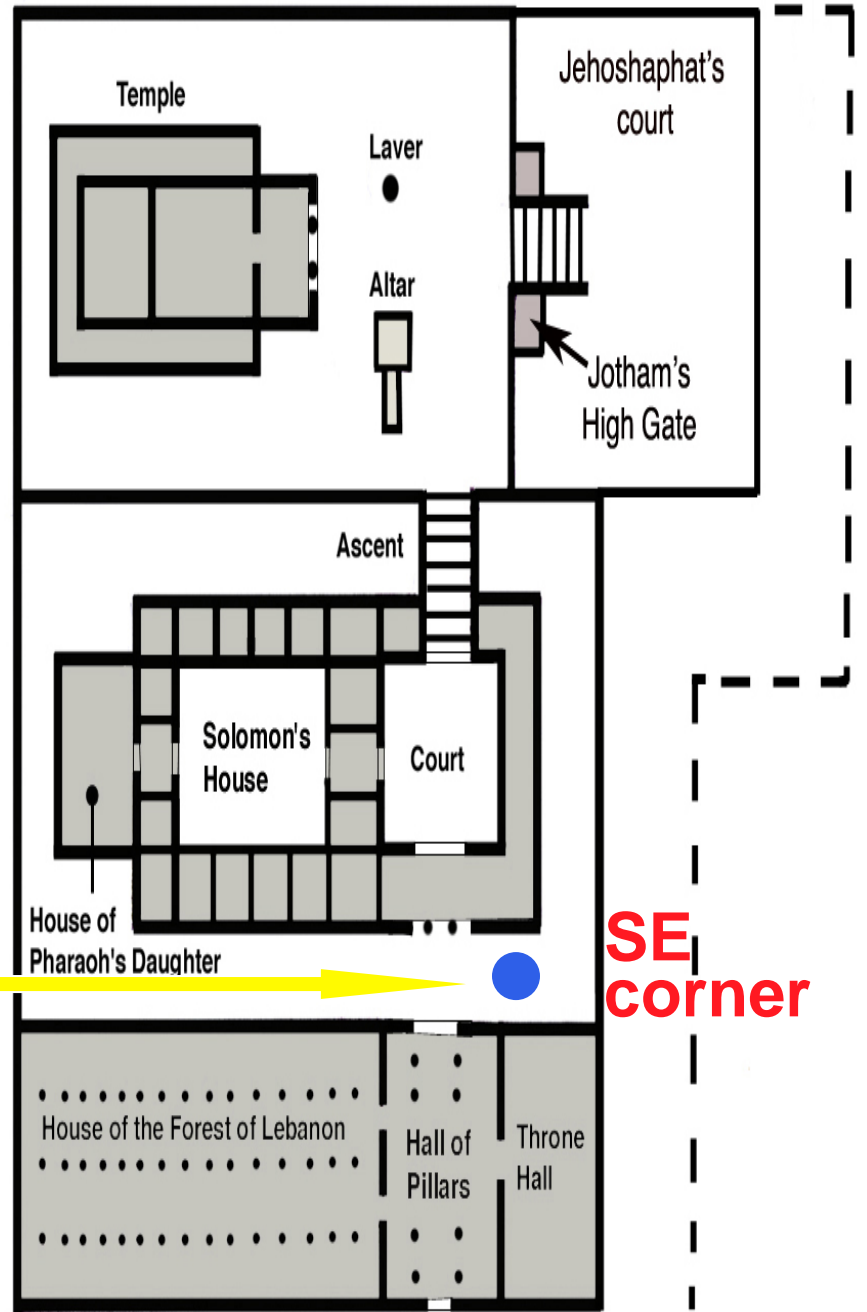 Jehoshaphat's
court
Temple
Laver
Altar
Jotham's
High Gate
Ascent
Solomon's
House
Court
House of
Pharaoh's Daughter
SE
corner
House of the Forest of Lebanon
Hall of
Pillars
Throne
Hall